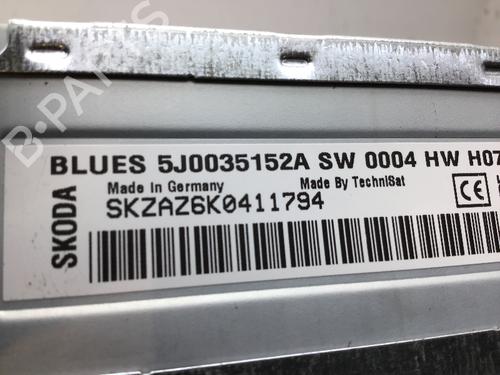 BLUES 5J0035152A SW 0004 HW H07
Made in Germany Made By TechniSat
SKZAZ6K0411794
SKODA
CE
B-PARTS